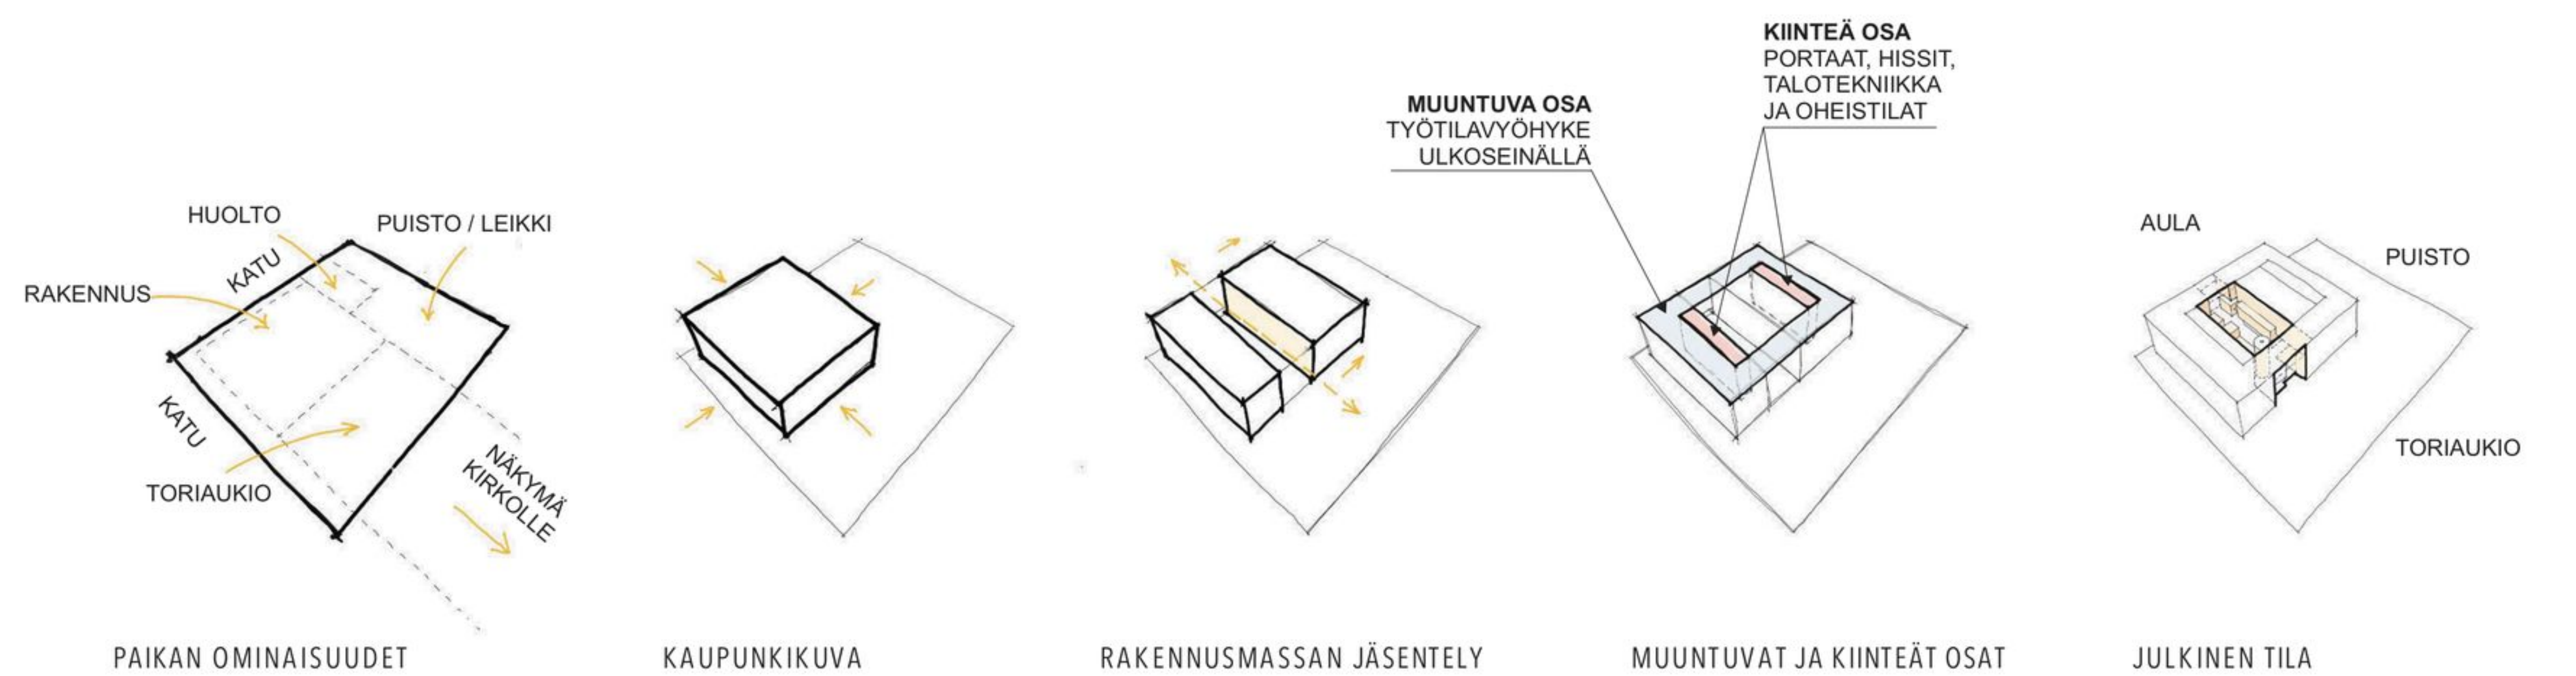 HUOLTO
PUISTO / LEIKKI
KATU
RAKENNUS
KATU
TORIAUKIO
NÄKYMÄ
KIRKOLLE
PAIKAN OMINAISUUDET
KAUPUNKIKUVA
RAKENNUSMASSAN JÄSENTELY
MUUNTUVA OSA
TYÖTILAVYÖHYKE
ULKOSEINÄLLÄ
KIINTEÄ OSA
PORTAAT, HISSIT,
TALOTEKNIIKKA
JA OHEISTILAT
MUUNTUVAT JA KIINTEÄT OSAT
AULA
PUISTO
TORIAUKIO
JULKINEN TILA